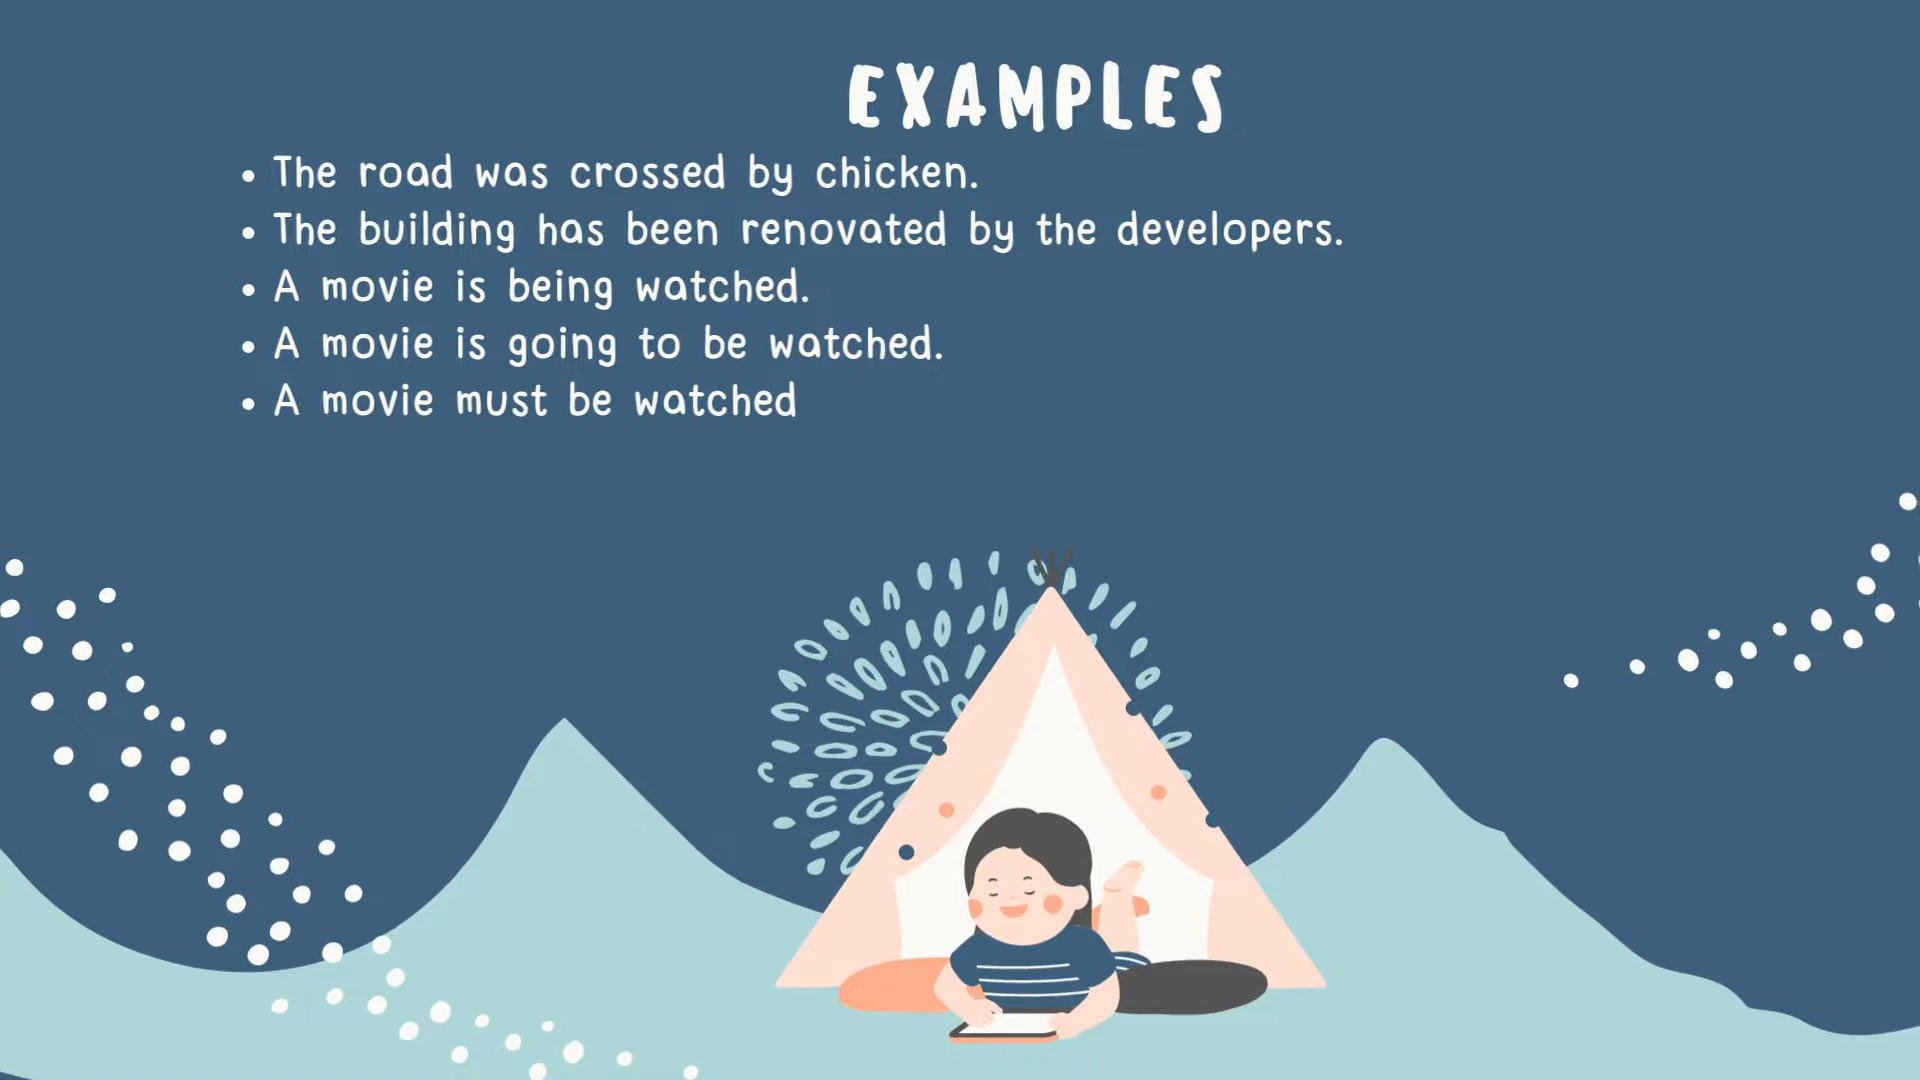 EXAMPLES
• The road was crossed by chicken.
• The building has been renovated by the developers.
• A movie is being watched.
• A movie is going to be watched.
• A movie must be watched